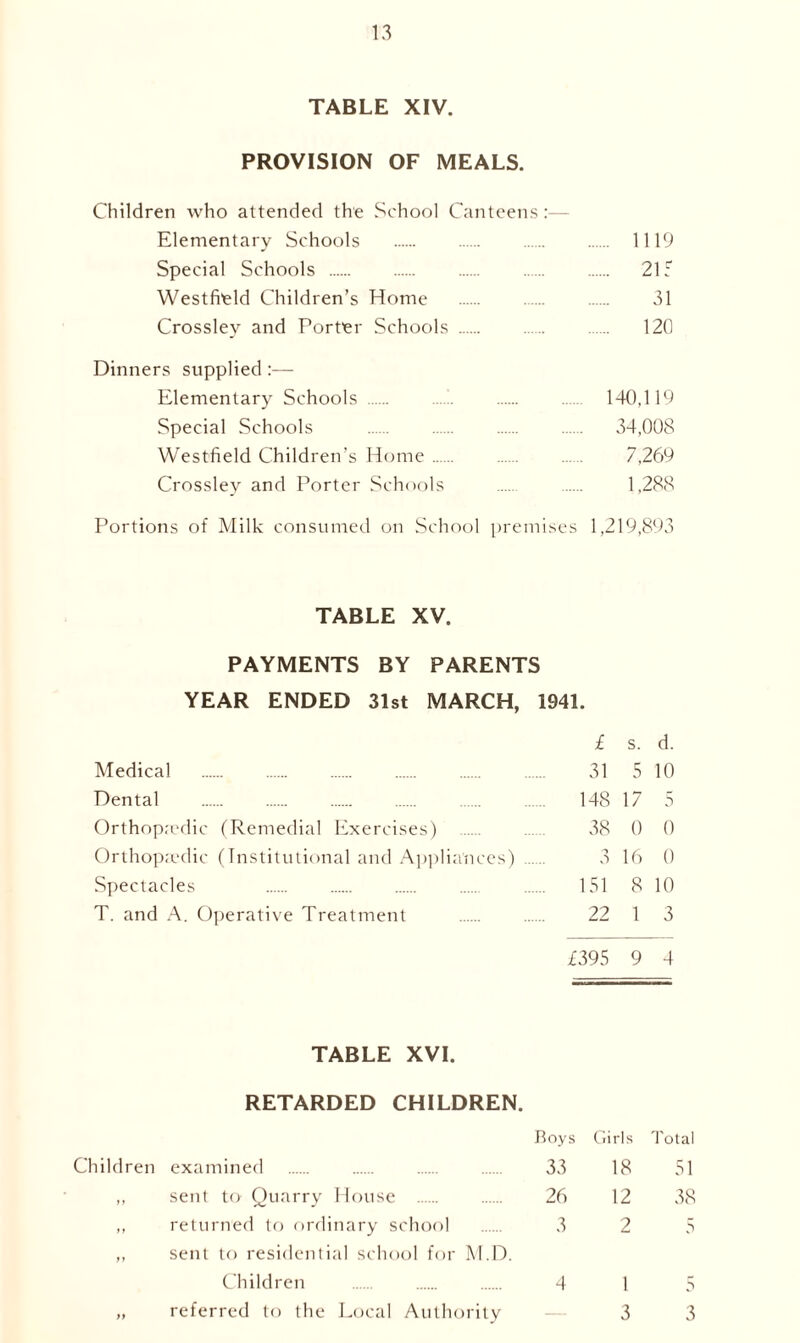 13
TABLE XIV.
PROVISION OF MEALS.
Children who attended the School Canteens:—
Elementary Schools ...... ...... ...... ...... 1119
Special Schools ...... ...... ...... ...... ......
Westfield Children's Home ...... ...... ...... 31
Crossley and Porter Schools ...... ...... ...... 120
Dinners supplied:—
Elementary Schools ...... ...... ...... ...... 140,119
Special Schools ...... ...... ...... ...... 34,008
Westfield Children's Home ...... ...... ...... 7,269
Crossley and Porter Schools ...... ...... 1,288
Portions of Milk consumed on School premises 1,219,893
TABLE XV.
PAYMENTS BY PARENTS
YEAR ENDED 31st MARCH, 1941.
£ s. d.
Medical ...... ...... ...... ...... ...... ...... 31 5 10
Dental ...... ...... ...... ...... ...... ...... 148 17 5
Orthopædic (Remedial Exercises) ...... ...... 38 0 0
Orthopædic (Institutional and Appliances) ...... 3 16 0
Spectacles ...... ...... ...... ...... ...... 151 8 10
T. and A. Operative Treatment ...... ...... 22 1 3
£395 9 4
TABLE XVI.
RETARDED CHILDREN.
Boys Girls Total
Children examined ...... ...... ...... ...... 33 18 51
,, sent to Quarry House ...... ...... 26 12 38
,, returned to ordinary school ...... 3 2 5
,, sent to residential school for M.D.
Children ...... ...... ...... 4 1 5
,, referred to the Local Authority — 3 3